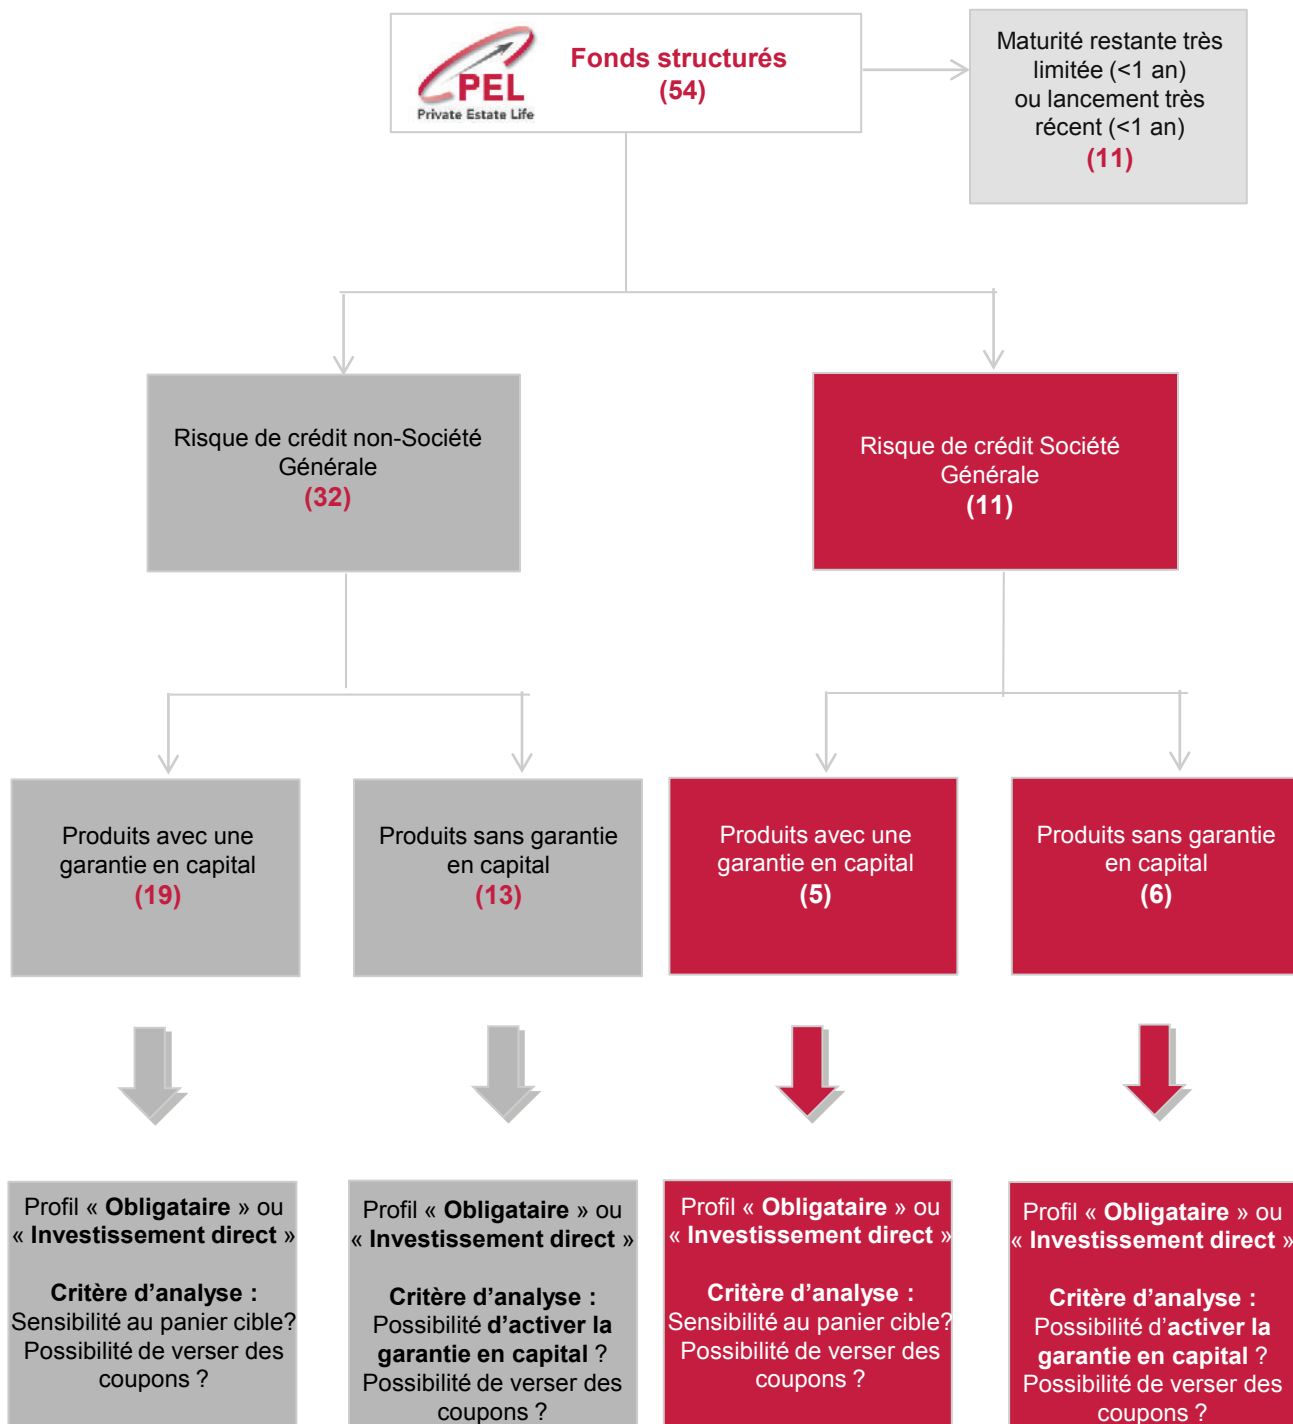 PEL
Private Estate Life
Fonds structurés
(54)
Maturité restante très
limitée (<1 an)
ou lancement très
récent (<1 an)
(11)
Risque de crédit non-Société
Générale
(32)
Risque de crédit Société
Générale
(11)
Produits avec une
garantie en capital
(19)
Produits sans garantie
en capital
(13)
Produits avec une
garantie en capital
(5)
Produits sans garantie
en capital
(6)
Profil « Obligataire » ou
« Investissement direct »
Critère d'analyse :
Sensibilité au panier cible?
Possibilité de verser des
coupons ?
Profil « Obligataire » ou
« Investissement direct »
Critère d'analyse :
Possibilité d'activer la
garantie en capital ?
Possibilité de verser des
coupons ?
Profil « Obligataire » ou
« Investissement direct »
Critère d'analyse :
Sensibilité au panier cible?
Possibilité de verser des
coupons ?
Profil « Obligataire » ou
« Investissement direct »
Critère d'analyse :
Possibilité d'activer la
garantie en capital ?
Possibilité de verser des
coupons ?